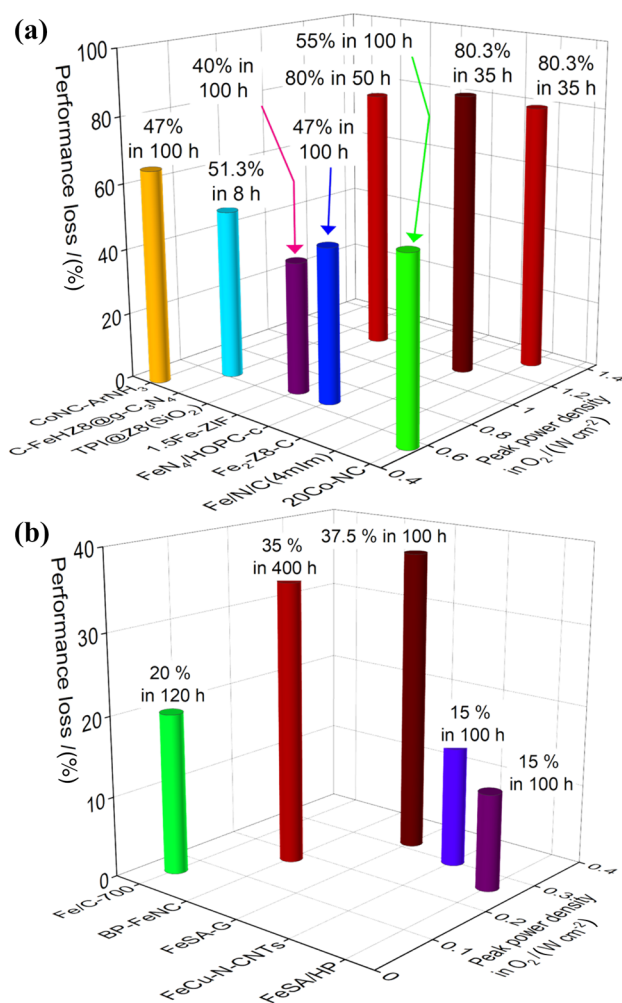 (a)
Performance loss /(%)
100
80
60
40
20
0
47%
in 100 h
51.3%
in 8 h
40% in
100 h
47% in
100 h
80% in 50 h
55% in 100 h
80.3%
in 35 h
80.3%
in 35 h
CoNC-ArNH₃
C-FeHZ8@g-C₃N₄
TPI@Z8(SiO₂)
1.5Fe-ZIF
FeN₄/HOPC-c
Fe₂-Z8-C
Fe/N/C(4mIm)
20Co-NC
0.4
0.6
0.8
1
1.2
1.4
Peak power density
in O₂/(W cm⁻²)
(b)
Performance loss /(%)
40
30
20
10
0
20 %
in 120 h
35 %
in 400 h
37.5 % in 100 h
15 %
in 100 h
15 %
in 100 h
Fe/C-700
BP-FeNC
FeSA-G
FeCu-N-CNTs
FeSA/HP
0
0.1
0.2
0.3
0.4
Peak power density
in O₂/(W cm⁻²)